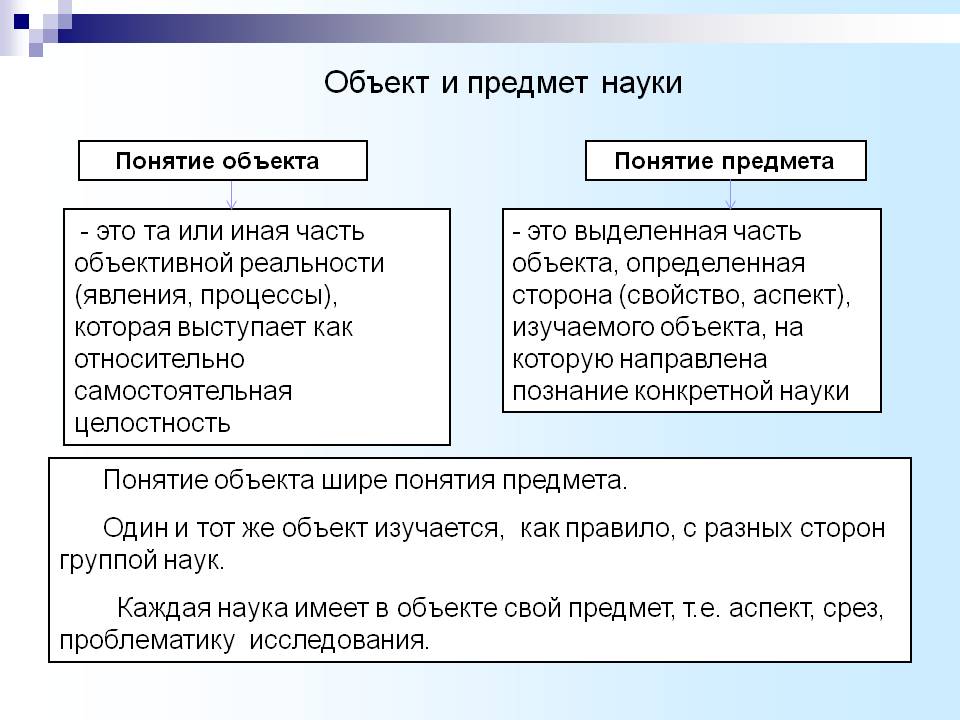 Объект и предмет науки
Понятие объекта
Понятие предмета
- это та или иная часть
объективной реальности
(явления, процессы),
которая выступает как
относительно
самостоятельная
целостность
- это выделенная часть
объекта, определенная
сторона (свойство, аспект),
изучаемого объекта, на
которую направлена
познание конкретной науки
Понятие объекта шире понятия предмета.
Один и тот же объект изучается, как правило, с разных сторон
группой наук.
Каждая наука имеет в объекте свой предмет, т.е. аспект, срез,
проблематику исследования.